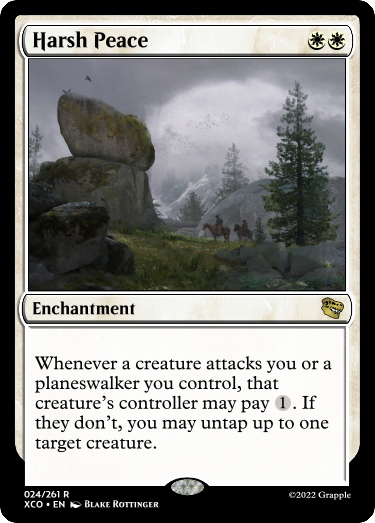 Harsh Peace
Enchantment
Whenever a creature attacks you or a
planeswalker you control, that
creature's controller may pay 1. If
they don't, you may untap up to one
target creature.
024/261 R
XCO • EN Blake Rottinger
©2022 Grapple